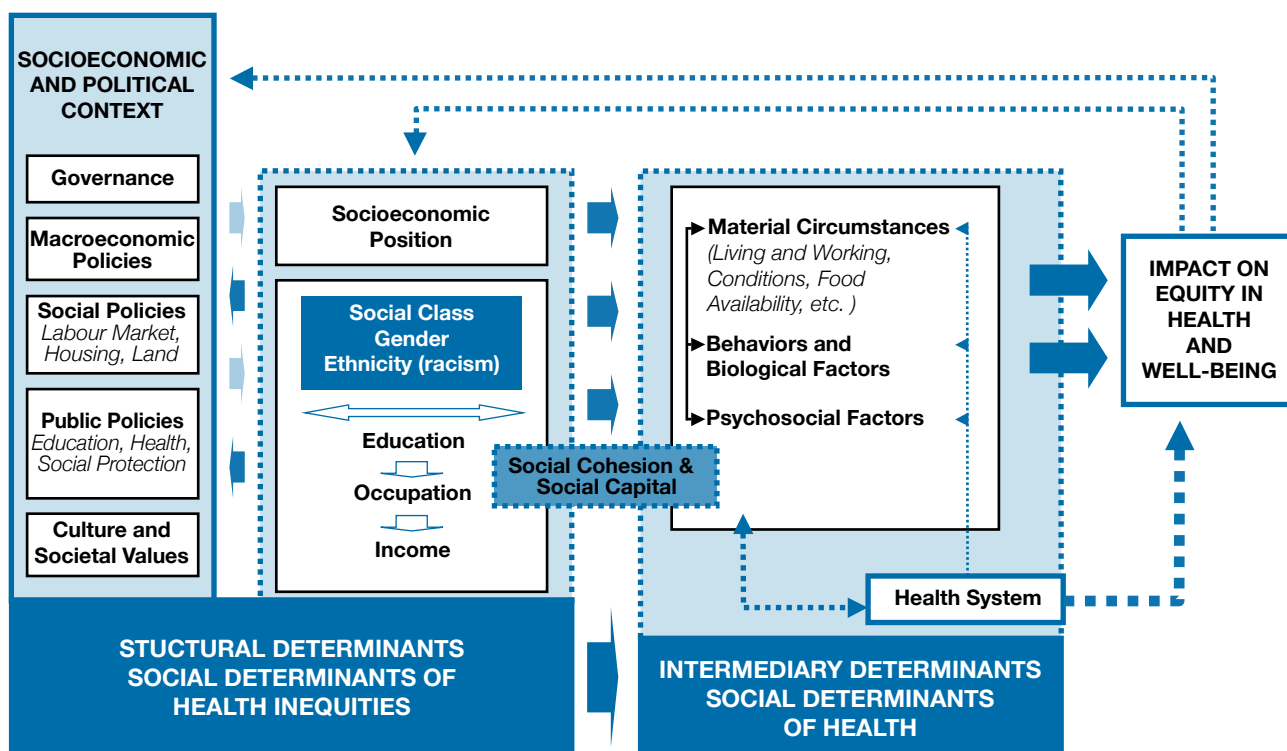 SOCIOECONOMIC
AND POLITICAL
CONTEXT
Governance
Macroeconomic
Policies
Social Policies
Labour Market,
Housing, Land
Public Policies
Education, Health,
Social Protection
Culture and
Societal Values
Socioeconomic
Position
Social Class
Gender
Ethnicity (racism)
Education
Occupation
Income
Social Cohesion &
Social Capital
Material Circumstances
(Living and Working,
Conditions, Food
Availability, etc. )
Behaviors and
Biological Factors
Psychosocial Factors
Health System
IMPACT ON
EQUITY IN
HEALTH
AND
WELL-BEING
STUCTURAL DETERMINANTS
SOCIAL DETERMINANTS OF
HEALTH INEQUITIES
INTERMEDIARY DETERMINANTS
SOCIAL DETERMINANTS
OF HEALTH